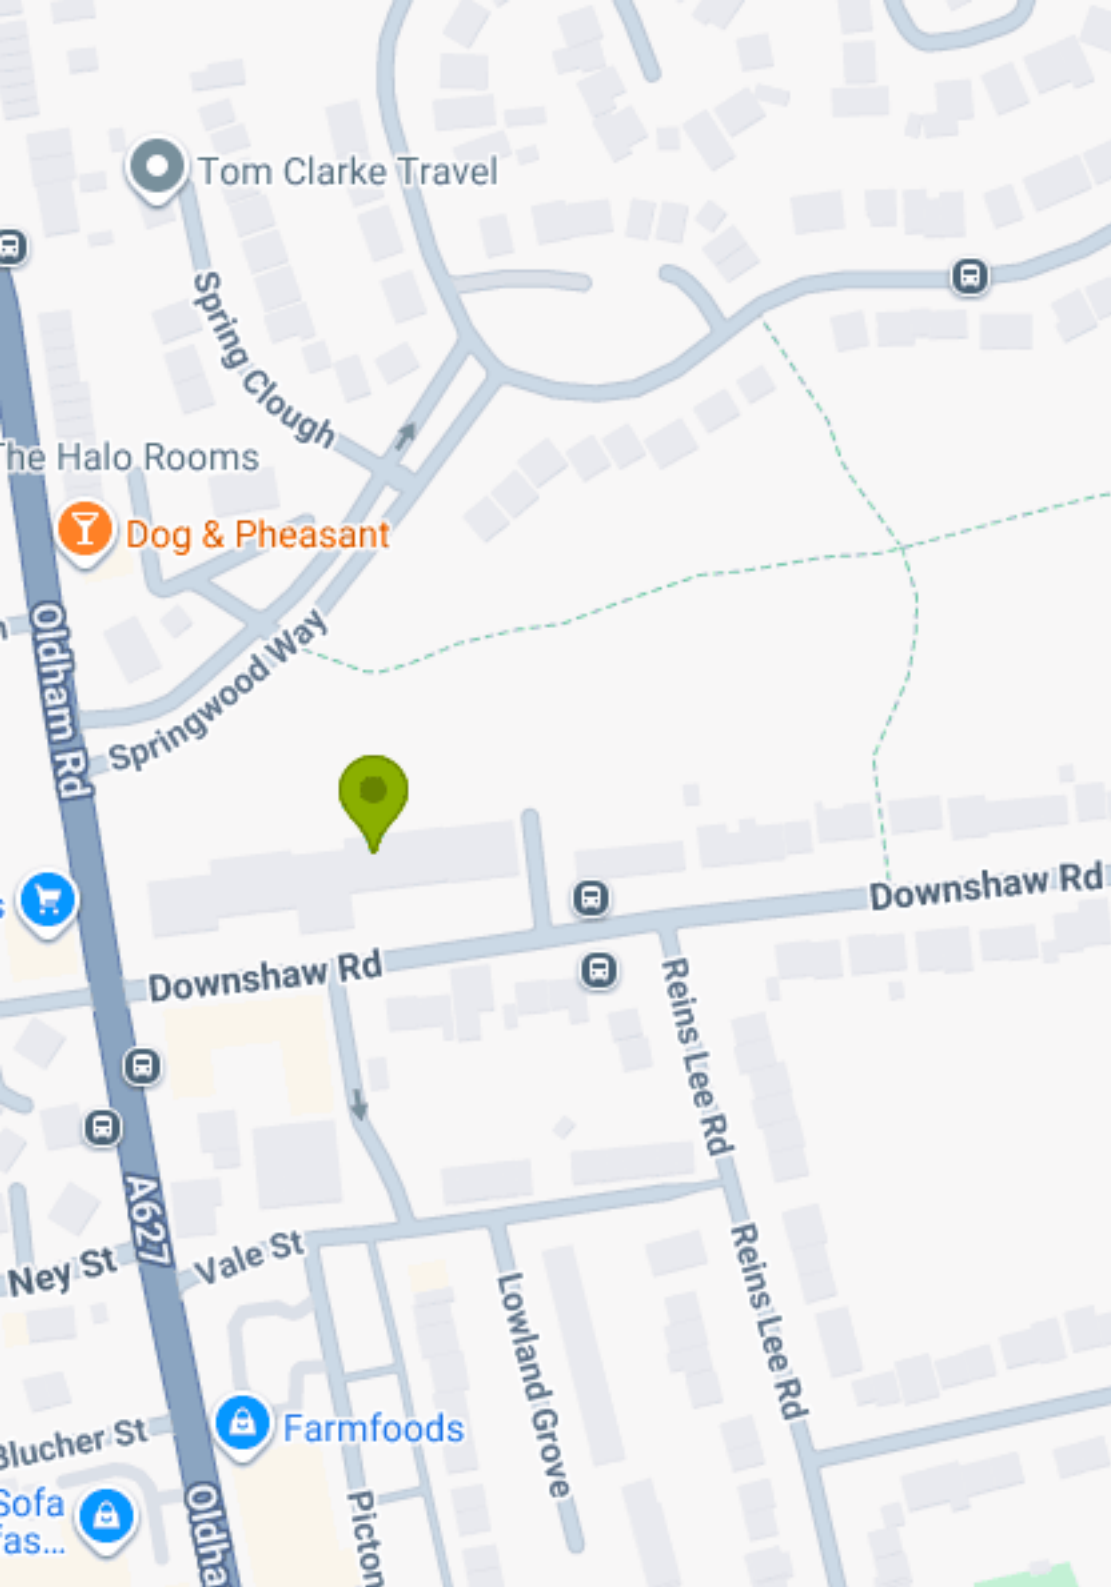 Tom Clarke Travel
Spring Clough
The Halo Rooms
Dog & Pheasant
Oldham Rd
Springwood Way
Downshaw Rd
Downshaw Rd
Reins Lee Rd
A627
Ney St
Vale St
Reins Lee Rd
Lowland Grove
Blucher St
Farmfoods
Sofa
Picton
Oldha